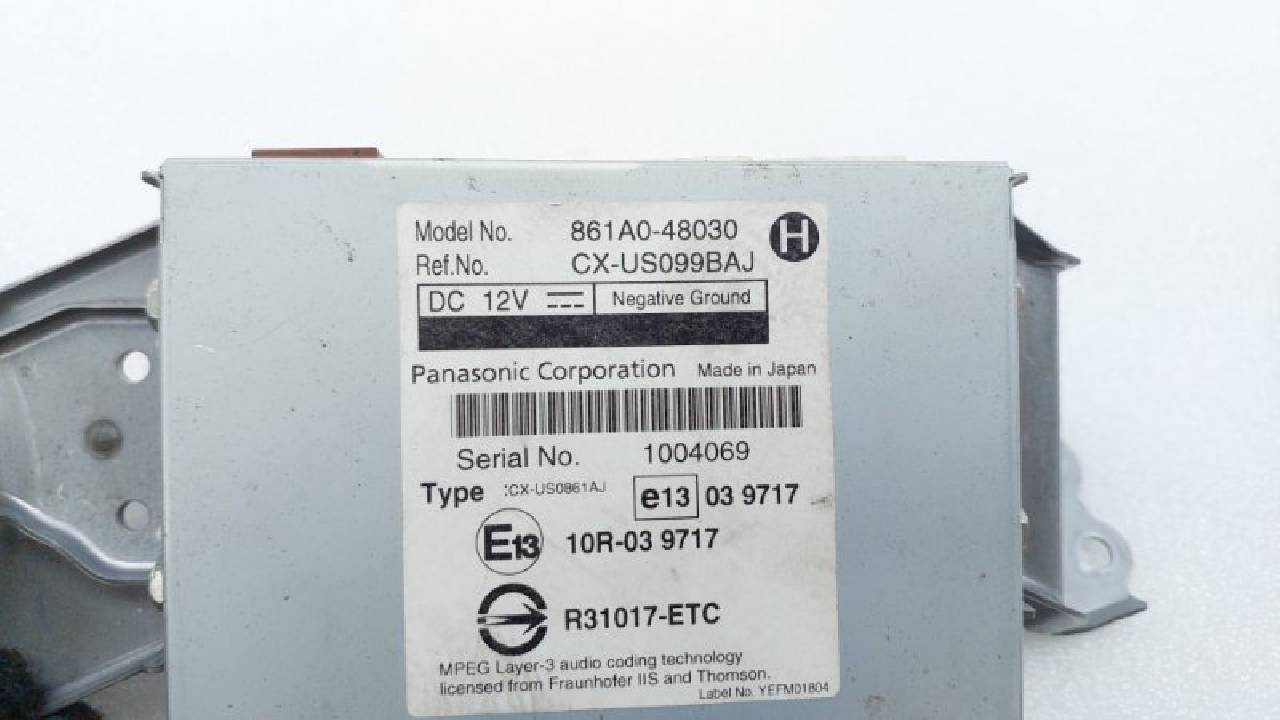 Model No. 861A0-48030 H
Ref.No. CX-US099BAJ
DC 12V Negative Ground
Panasonic Corporation Made in Japan
Serial No. 1004069
Type :CX-US0861AJ e13 03 9717
E13 10R-03 9717
R31017-ETC
MPEG Layer-3 audio coding technology
licensed from Fraunhofer IIS and Thomson.
Label No. YEFM01804